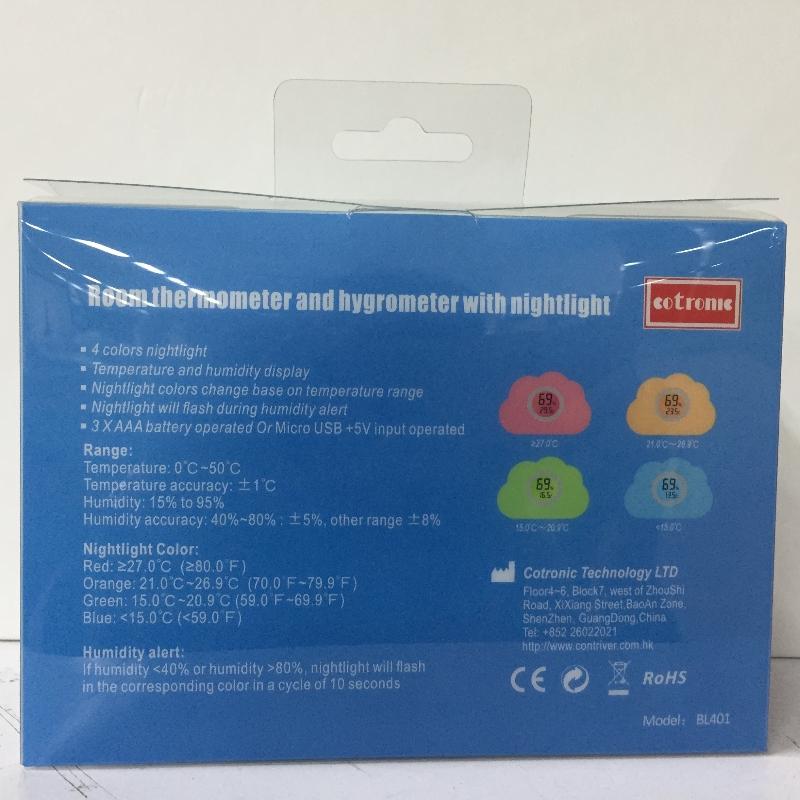 Room thermometer and hygrometer with nightlight
cotronic
▪ 4 colors nightlight
▪ Temperature and humidity display
▪ Nightlight colors change base on temperature range
▪ Nightlight will flash during humidity alert
▪ 3 X AAA battery operated Or Micro USB +5V input operated
Range:
Temperature: 0℃~50℃
Temperature accuracy: ±1℃
Humidity: 15% to 95%
Humidity accuracy: 40%~80% : ±5%, other range ±8%
Nightlight Color:
Red: ≥27.0℃ (≥80.0℉)
Orange: 21.0℃~26.9℃ (70.0℉~79.9℉)
Green: 15.0℃~20.9℃ (59.0℉~69.9℉)
Blue: <15.0℃ (<59.0℉)
Humidity alert:
If humidity <40% or humidity >80%, nightlight will flash
in the corresponding color in a cycle of 10 seconds
69%
≥27.0℃
69%
23.5
21.0℃~26.9℃
69%
16.5
15.0℃~20.9℃
69%
13.5
<15.0℃
Cotronic Technology LTD
Floor4~6, Block7, west of ZhouShi
Road, XiXiang Street,BaoAn Zone,
ShenZhen, GuangDong,China
Tel: +852 26022021
http://www.contriver.com.hk
CE RoHS
Model: BL401